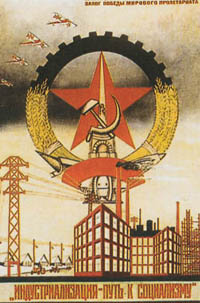 ЗАЛОГ ПОБЕДЫ МИРОВОГО ПРОЛЕТАРИАТА
„ИНДУСТРИАЛИЗАЦИЯ-ПУТЬ К СОЦИАЛИЗМУ"